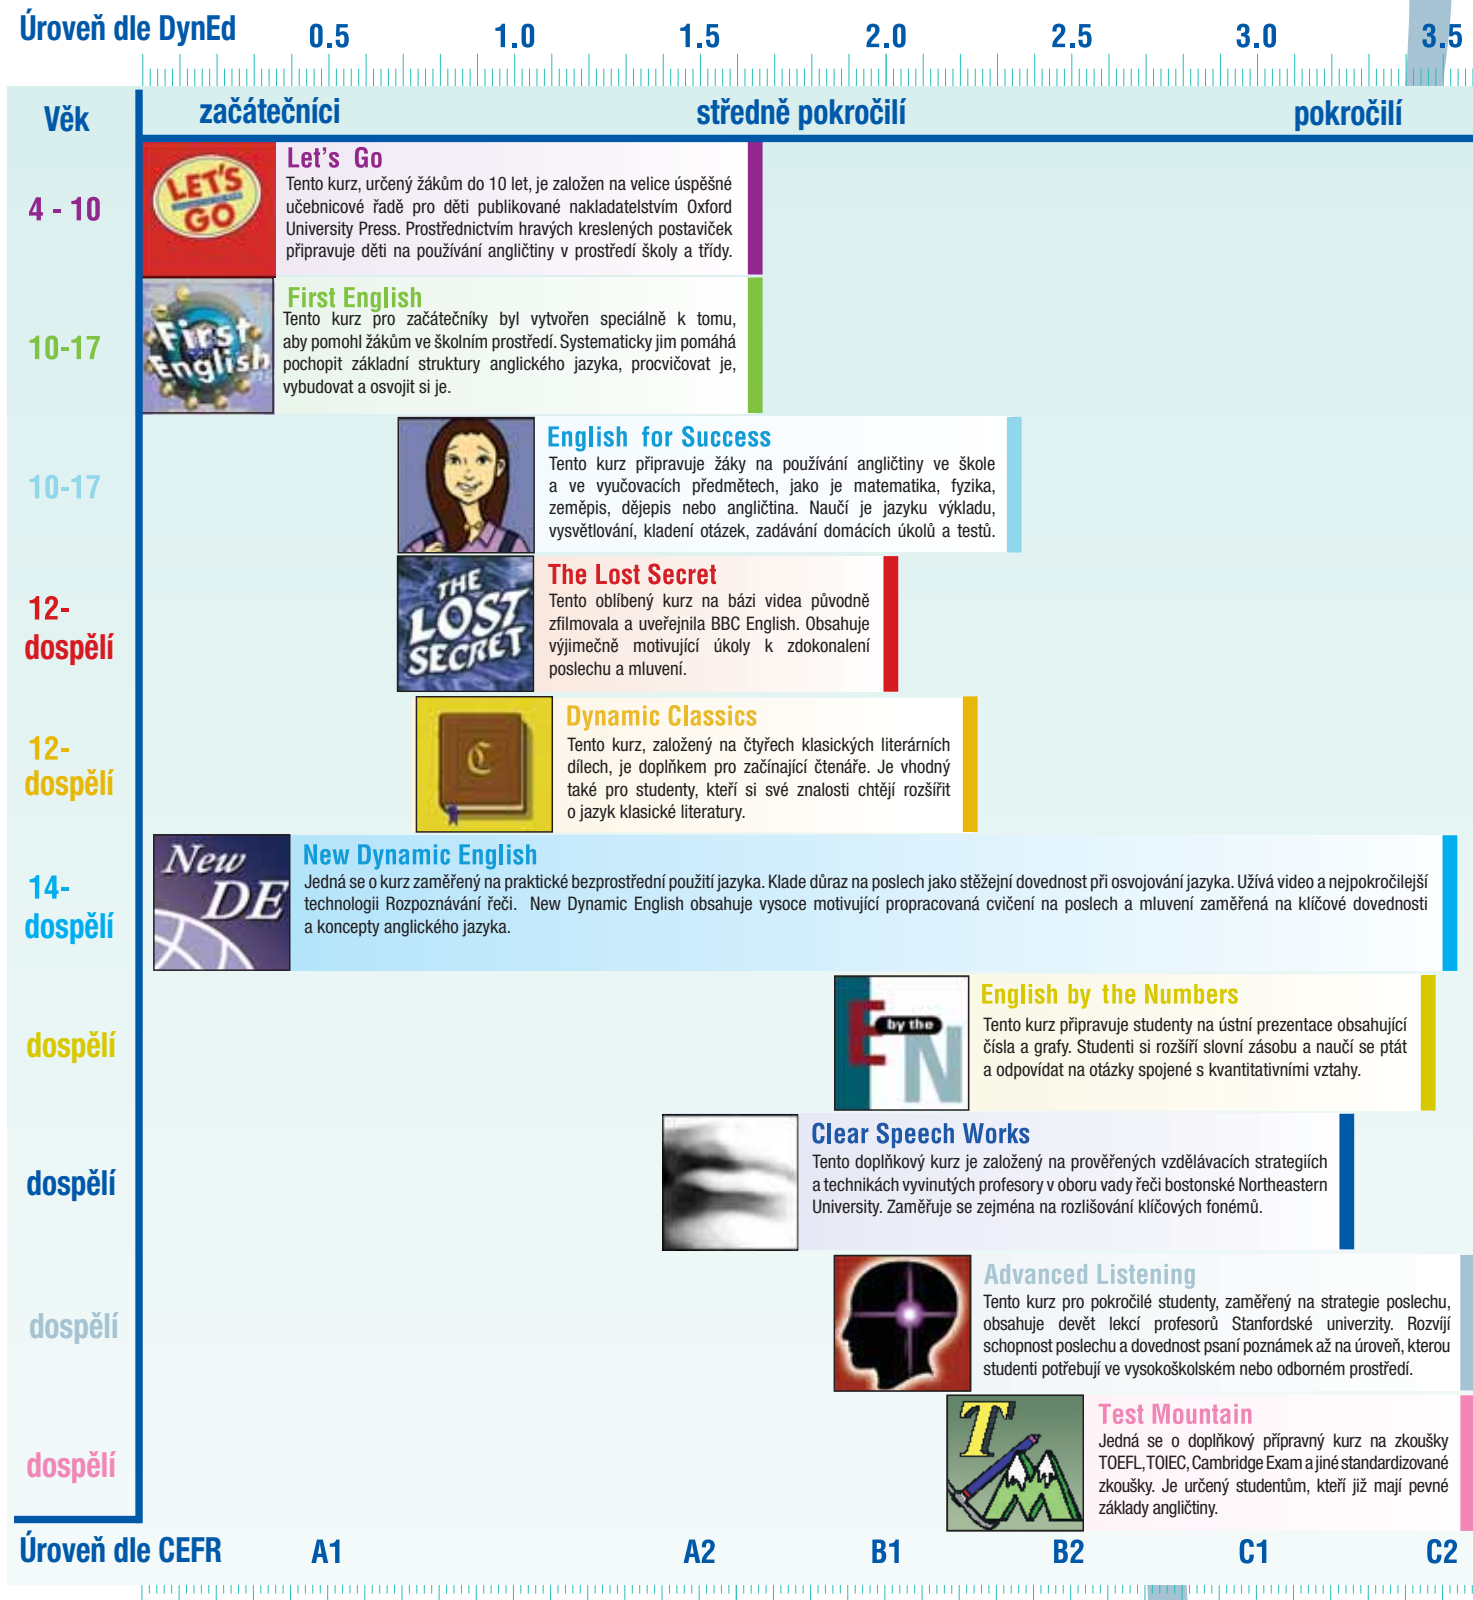 Úroveň dle DynEd
0.5 1.0 1.5 2.0 2.5 3.0 3.5
Věk
začátečníci středně pokročilí pokročilí
4 - 10
LET'S
GO
Let's Go
Tento kurz, určený žákům do 10 let, je založen na velice úspěšné
učebnicové řadě pro děti publikované nakladatelstvím Oxford
University Press. Prostřednictvím hravých kreslených postaviček
připravuje děti na používání angličtiny v prostředí školy a třídy.
10-17
First
English
First English
Tento kurz pro začátečníky byl vytvořen speciálně k tomu,
aby pomohl žákům ve školním prostředí. Systematicky jim pomáhá
pochopit základní struktury anglického jazyka, procvičovat je,
vybudovat a osvojit si je.
10-17
English for Success
Tento kurz připravuje žáky na používání angličtiny ve škole
a ve vyučovacích předmětech, jako je matematika, fyzika,
zeměpis, dějepis nebo angličtina. Naučí je jazyku výkladu,
vysvětlování, kladení otázek, zadávání domácích úkolů a testů.
12-
dospělí
THE
LOST
SECRET
The Lost Secret
Tento oblíbený kurz na bázi videa původně
zfilmovala a uveřejnila BBC English. Obsahuje
výjimečně motivující úkoly k zdokonalení
poslechu a mluvení.
12-
dospělí
C
Dynamic Classics
Tento kurz, založený na čtyřech klasických literárních
dílech, je doplňkem pro začínající čtenáře. Je vhodný
také pro studenty, kteří si své znalosti chtějí rozšířit
o jazyk klasické literatury.
14-
dospělí
New
DE
New Dynamic English
Jedná se o kurz zaměřený na praktické bezprostřední použití jazyka. Klade důraz na poslech jako stěžejní dovednost při osvojování jazyka. Užívá video a nejpokročilejší
technologii Rozpoznávání řeči. New Dynamic English obsahuje vysoce motivující propracovaná cvičení na poslech a mluvení zaměřená na klíčové dovednosti
a koncepty anglického jazyka.
dospělí
E by the N
English by the Numbers
Tento kurz připravuje studenty na ústní prezentace obsahující
čísla a grafy. Studenti si rozšíří slovní zásobu a naučí se ptát
a odpovídat na otázky spojené s kvantitativními vztahy.
dospělí
Clear Speech Works
Tento doplňkový kurz je založený na prověřených vzdělávacích strategiích
a technikách vyvinutých profesory v oboru vady řeči bostonské Northeastern
University. Zaměřuje se zejména na rozlišování klíčových fonémů.
dospělí
Advanced Listening
Tento kurz pro pokročilé studenty, zaměřený na strategie poslechu,
obsahuje devět lekcí profesorů Stanfordské univerzity. Rozvíjí
schopnost poslechu a dovednost psaní poznámek až na úroveň, kterou
studenti potřebují ve vysokoškolském nebo odborném prostředí.
dospělí
T
M
Test Mountain
Jedná se o doplňkový přípravný kurz na zkoušky
TOEFL, TOIEC, Cambridge Exam a jiné standardizované
zkoušky. Je určený studentům, kteří již mají pevné
základy angličtiny.
Úroveň dle CEFR
A1 A2 B1 B2 C1 C2